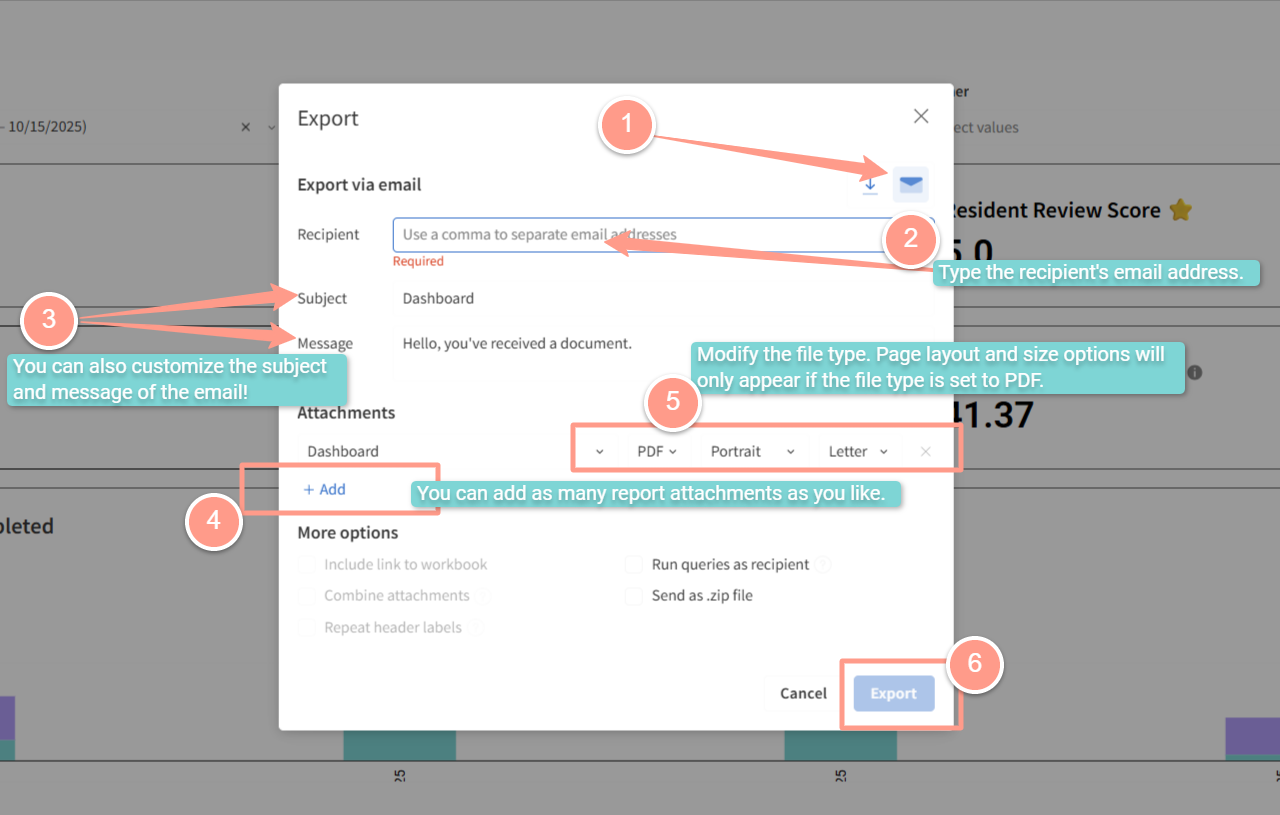 - 10/15/2025)
Export
1
Export via email
Resident Review Score
Recipient
Use a comma to separate email addresses
2
5.0
Required
Type the recipient's email address.
Subject
Dashboard
3
Message
Hello, you've received a document.
You can also customize the subject
and message of the email!
Modify the file type. Page layout and size options will
only appear if the file type is set to PDF.
5
41.37
Attachments
Dashboard
PDF
Portrait
Letter
+ Add
You can add as many report attachments as you like.
4
pleted
More options
Include link to workbook
Run queries as recipient
Combine attachments
Send as .zip file
Repeat header labels
6
Cancel
Export
25
25